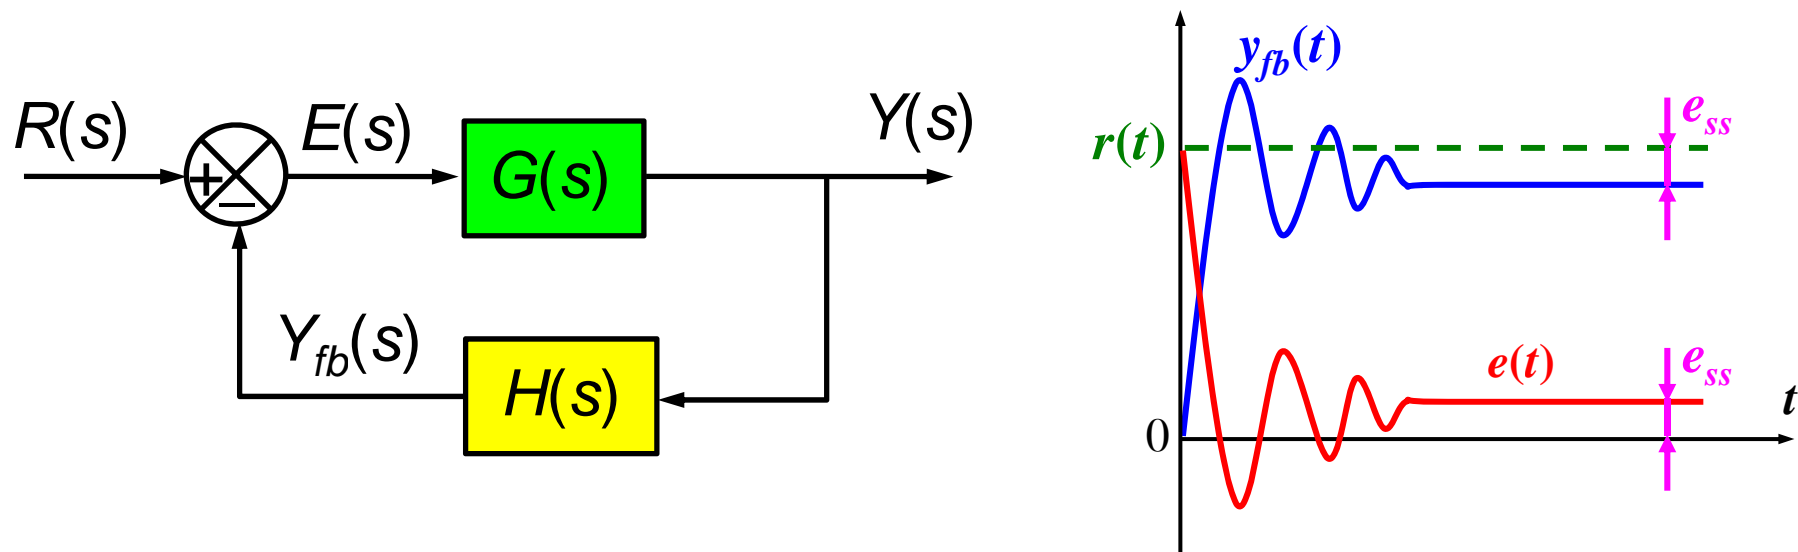 R(s)
+
−
E(s)
G(s)
Y(s)
Y_fb(s)
H(s)
y_fb(t)
r(t)
e_ss
e(t)
e_ss
0
t